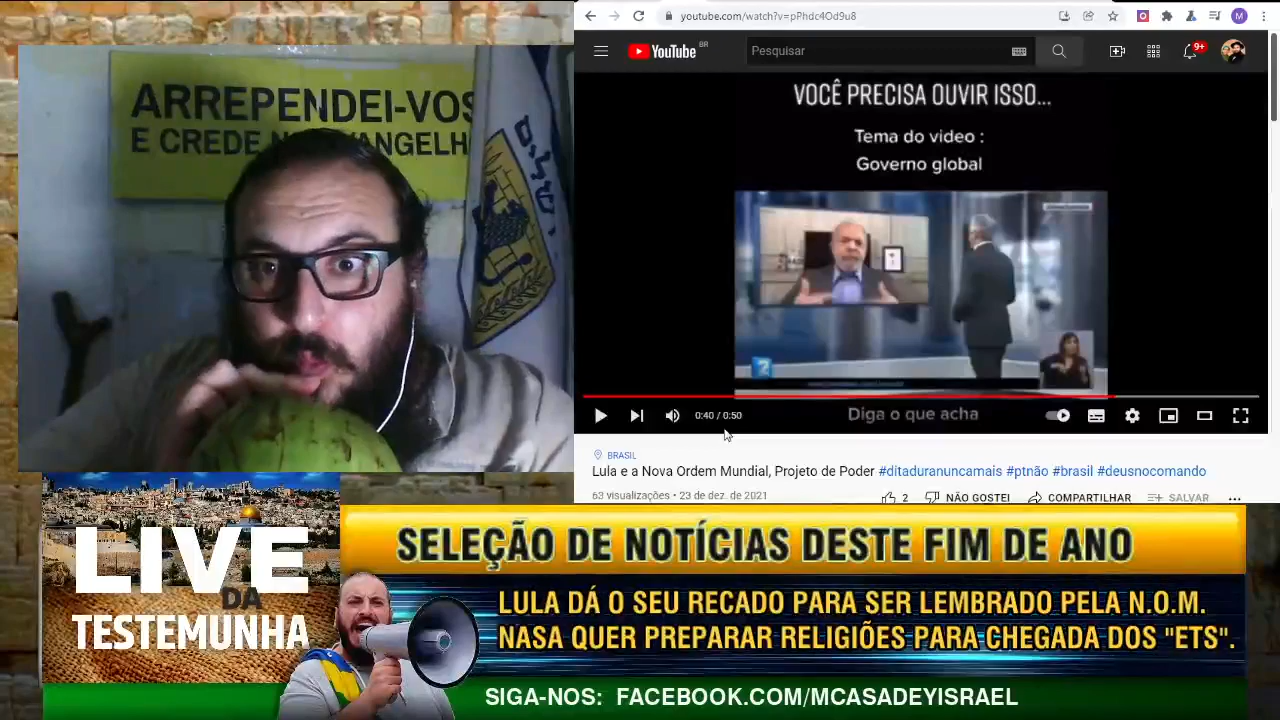 youtube.com/watch?v=pPhdc4Od9u8
M
YouTube BR
Pesquisar
9+
ARREPENDEI-VOS
E CREDE
VANGELH
ירושלים
VOCÊ PRECISA OUVIR ISSO...
Tema do video :
Governo global
0:40 / 0:50
Diga o que acha
BRASIL
Lula e a Nova Ordem Mundial, Projeto de Poder #ditaduranuncamais #ptnão #brasil #deusnocomando
63 visualizações • 23 de dez. de 2021
2
NÃO GOSTEI
COMPARTILHAR
SALVAR
LIVE
DA
TESTEMUNHA
SELEÇÃO DE NOTÍCIAS DESTE FIM DE ANO
LULA DÁ O SEU RECADO PARA SER LEMBRADO PELA N.O.M.
NASA QUER PREPARAR RELIGIÕES PARA CHEGADA DOS "ETS".
SIGA-NOS: FACEBOOK.COM/MCASADEYISRAEL